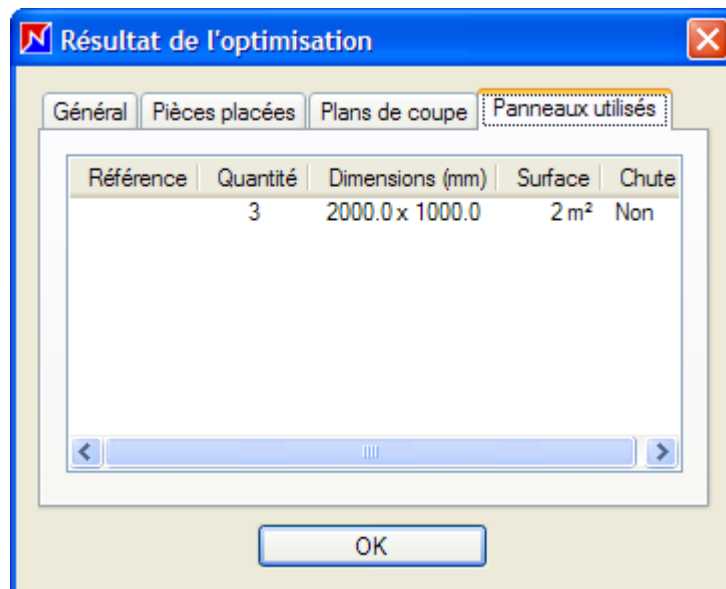 Résultat de l'optimisation
Général Pièces placées Plans de coupe Panneaux utilisés
Référence Quantité Dimensions (mm) Surface Chute
3 2000.0 x 1000.0 2 m² Non
OK